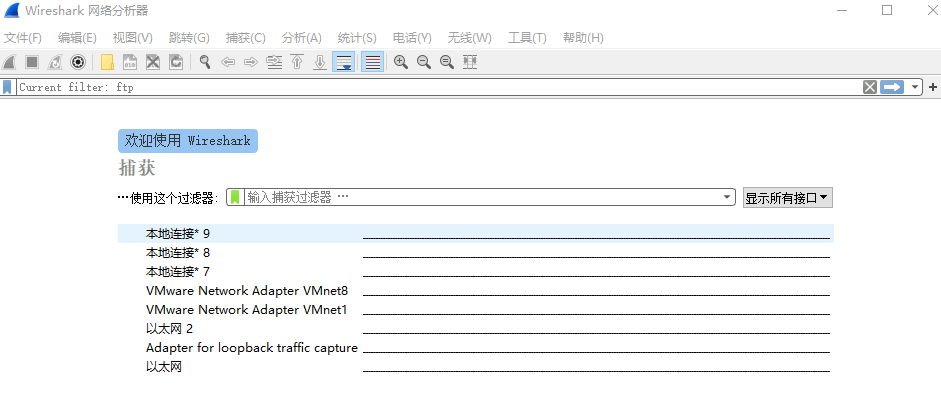 Wireshark 网络分析器
文件(F) 编辑(E) 视图(V) 跳转(G) 捕获(C) 分析(A) 统计(S) 电话(Y) 无线(W) 工具(T) 帮助(H)
Current filter: ftp
欢迎使用 Wireshark
捕获
…使用这个过滤器: 输入捕获过滤器 … 显示所有接口
本地连接* 9
本地连接* 8
本地连接* 7
VMware Network Adapter VMnet8
VMware Network Adapter VMnet1
以太网 2
Adapter for loopback traffic capture
以太网